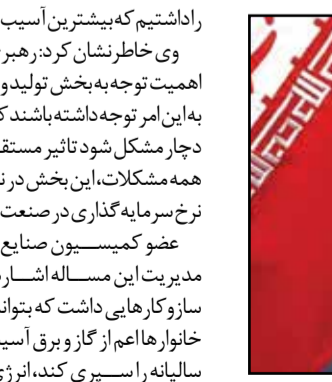 راداشتیم که بیشترین آسیب
وی خاطرنشان کرد: رهبر
اهمیت توجه به بخش تولید و
به این امر توجه داشته باشند ک
دچار مشکل شود تاثیر مستق
همه مشکلات، این بخش در ن
نرخ سرمایه گذاری در صنعت
عضو کمیسیون صنایع
مدیریت این مساله اشار
سازوکارهایی داشت که بتوان
خانوارها اعم از گاز و برق آسی
سالیانه را سپری کند، انرژی